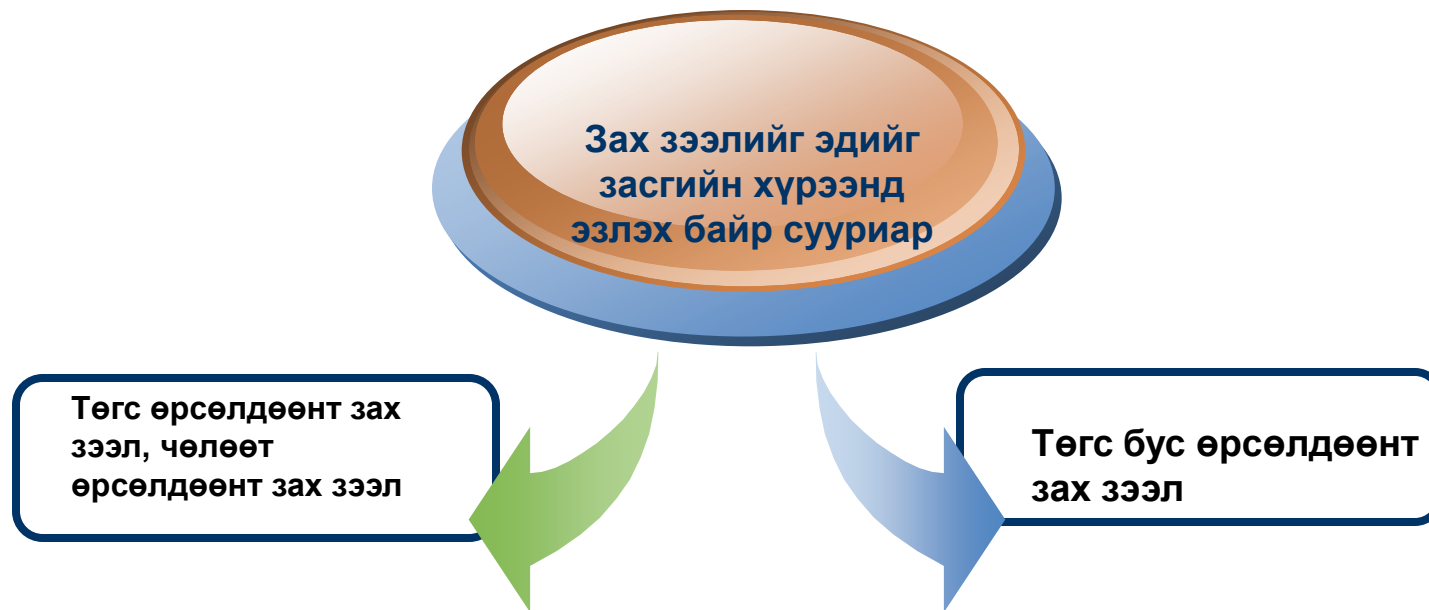 Зах зээлийг эдийг
засгийн хүрээнд
эзлэх байр сууриар
Төгс өрсөлдөөнт зах
зээл, чөлөөт
өрсөлдөөнт зах зээл
Төгс бус өрсөлдөөнт
зах зээл